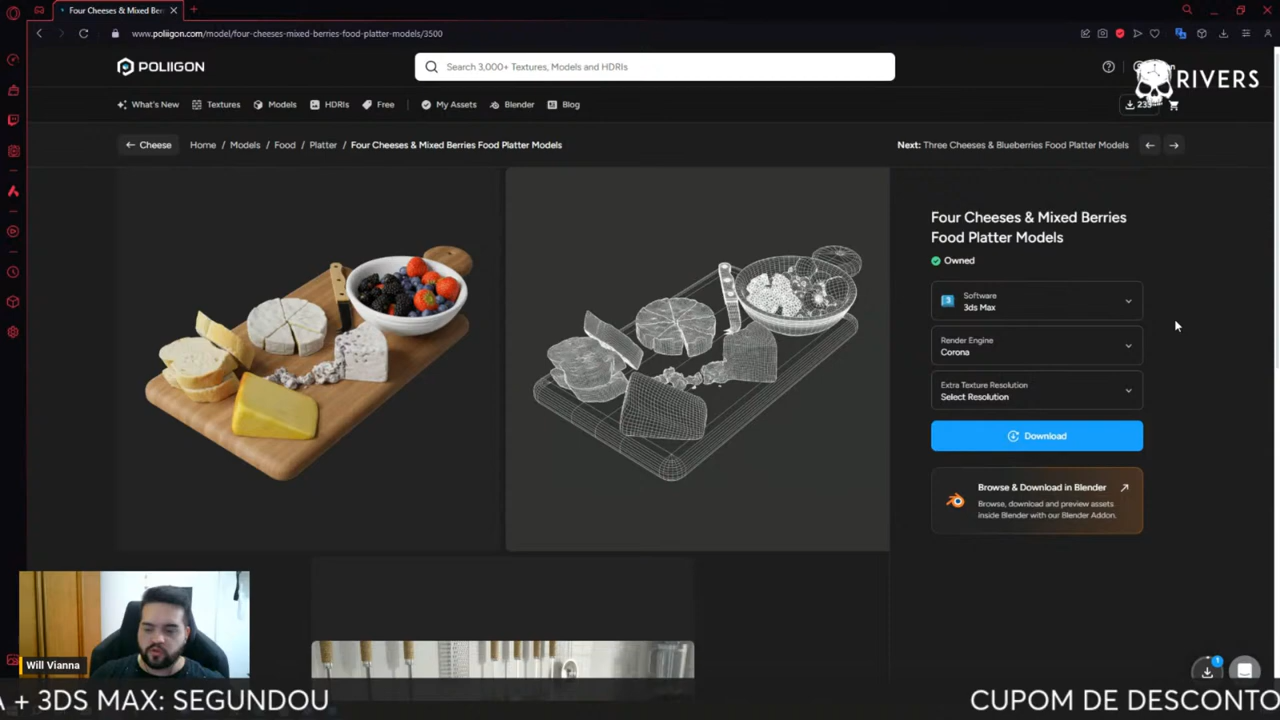 Four Cheeses & Mixed Ber
www.poliigon.com/model/four-cheeses-mixed-berries-food-platter-models/3500
POLIIGON
Search 3,000+ Textures, Models and HDRIs
RIVERS
What's New
Textures
Models
HDRIs
Free
My Assets
Blender
Blog
Cheese
Home / Models / Food / Platter / Four Cheeses & Mixed Berries Food Platter Models
Next: Three Cheeses & Blueberries Food Platter Models
Four Cheeses & Mixed Berries
Food Platter Models
Owned
Software
3ds Max
Render Engine
Corona
Extra Texture Resolution
Select Resolution
Download
Browse & Download in Blender
Browse, download and preview assets
inside Blender with our Blender Addon.
Will Vianna
1
A + 3DS MAX: SEGUNDOU
CUPOM DE DESCONTO